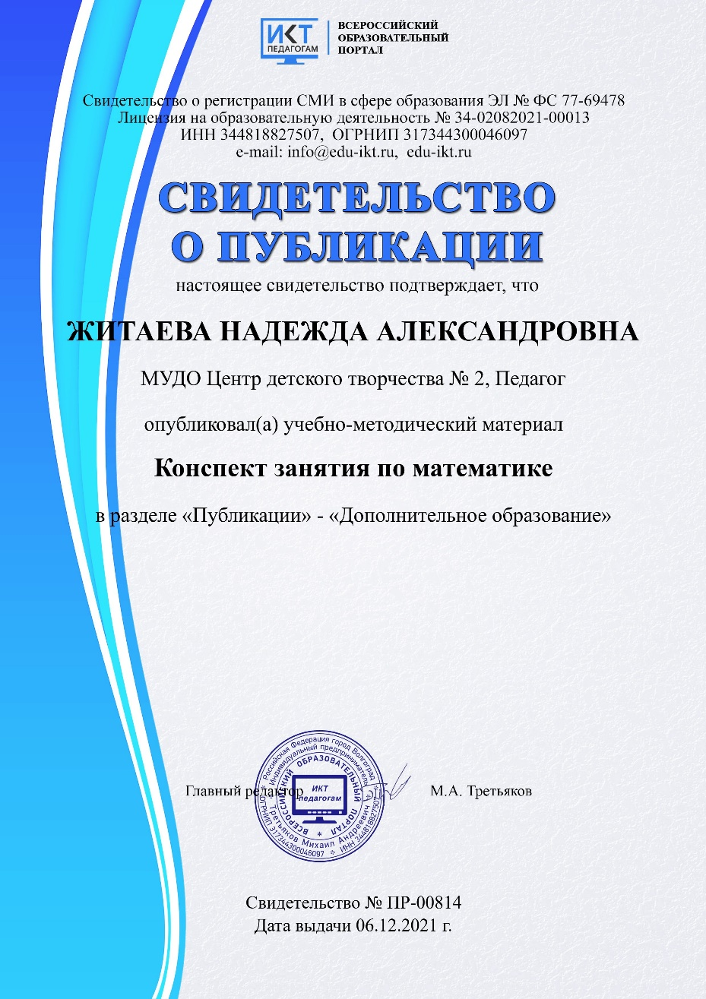 ИКТ
ПЕДАГОГАМ
ВСЕРОССИЙСКИЙ
ОБРАЗОВАТЕЛЬНЫЙ
ПОРТАЛ
Свидетельство о регистрации СМИ в сфере образования ЭЛ № ФС 77-69478
Лицензия на образовательную деятельность № 34-02082021-00013
ИНН 344818827507, ОГРНИП 317344300046097
e-mail: info@edu-ikt.ru, edu-ikt.ru
СВИДЕТЕЛЬСТВО
О ПУБЛИКАЦИИ
настоящее свидетельство подтверждает, что
ЖИТАЕВА НАДЕЖДА АЛЕКСАНДРОВНА
МУДО Центр детского творчества № 2, Педагог
опубликовал(а) учебно-методический материал
Конспект занятия по математике
в разделе «Публикации» - «Дополнительное образование»
Главный редактор
М.А. Третьяков
Российская Федерация город Волгоград
Индивидуальный предприниматель
ВСЕРОССИЙСКИЙ ОБРАЗОВАТЕЛЬНЫЙ ПОРТАЛ
ИКТ
педагогам
Третьяков Михаил Андреевич
ОГРНИП 317344300046097 * ИНН 344818827507
Свидетельство № ПР-00814
Дата выдачи 06.12.2021 г.